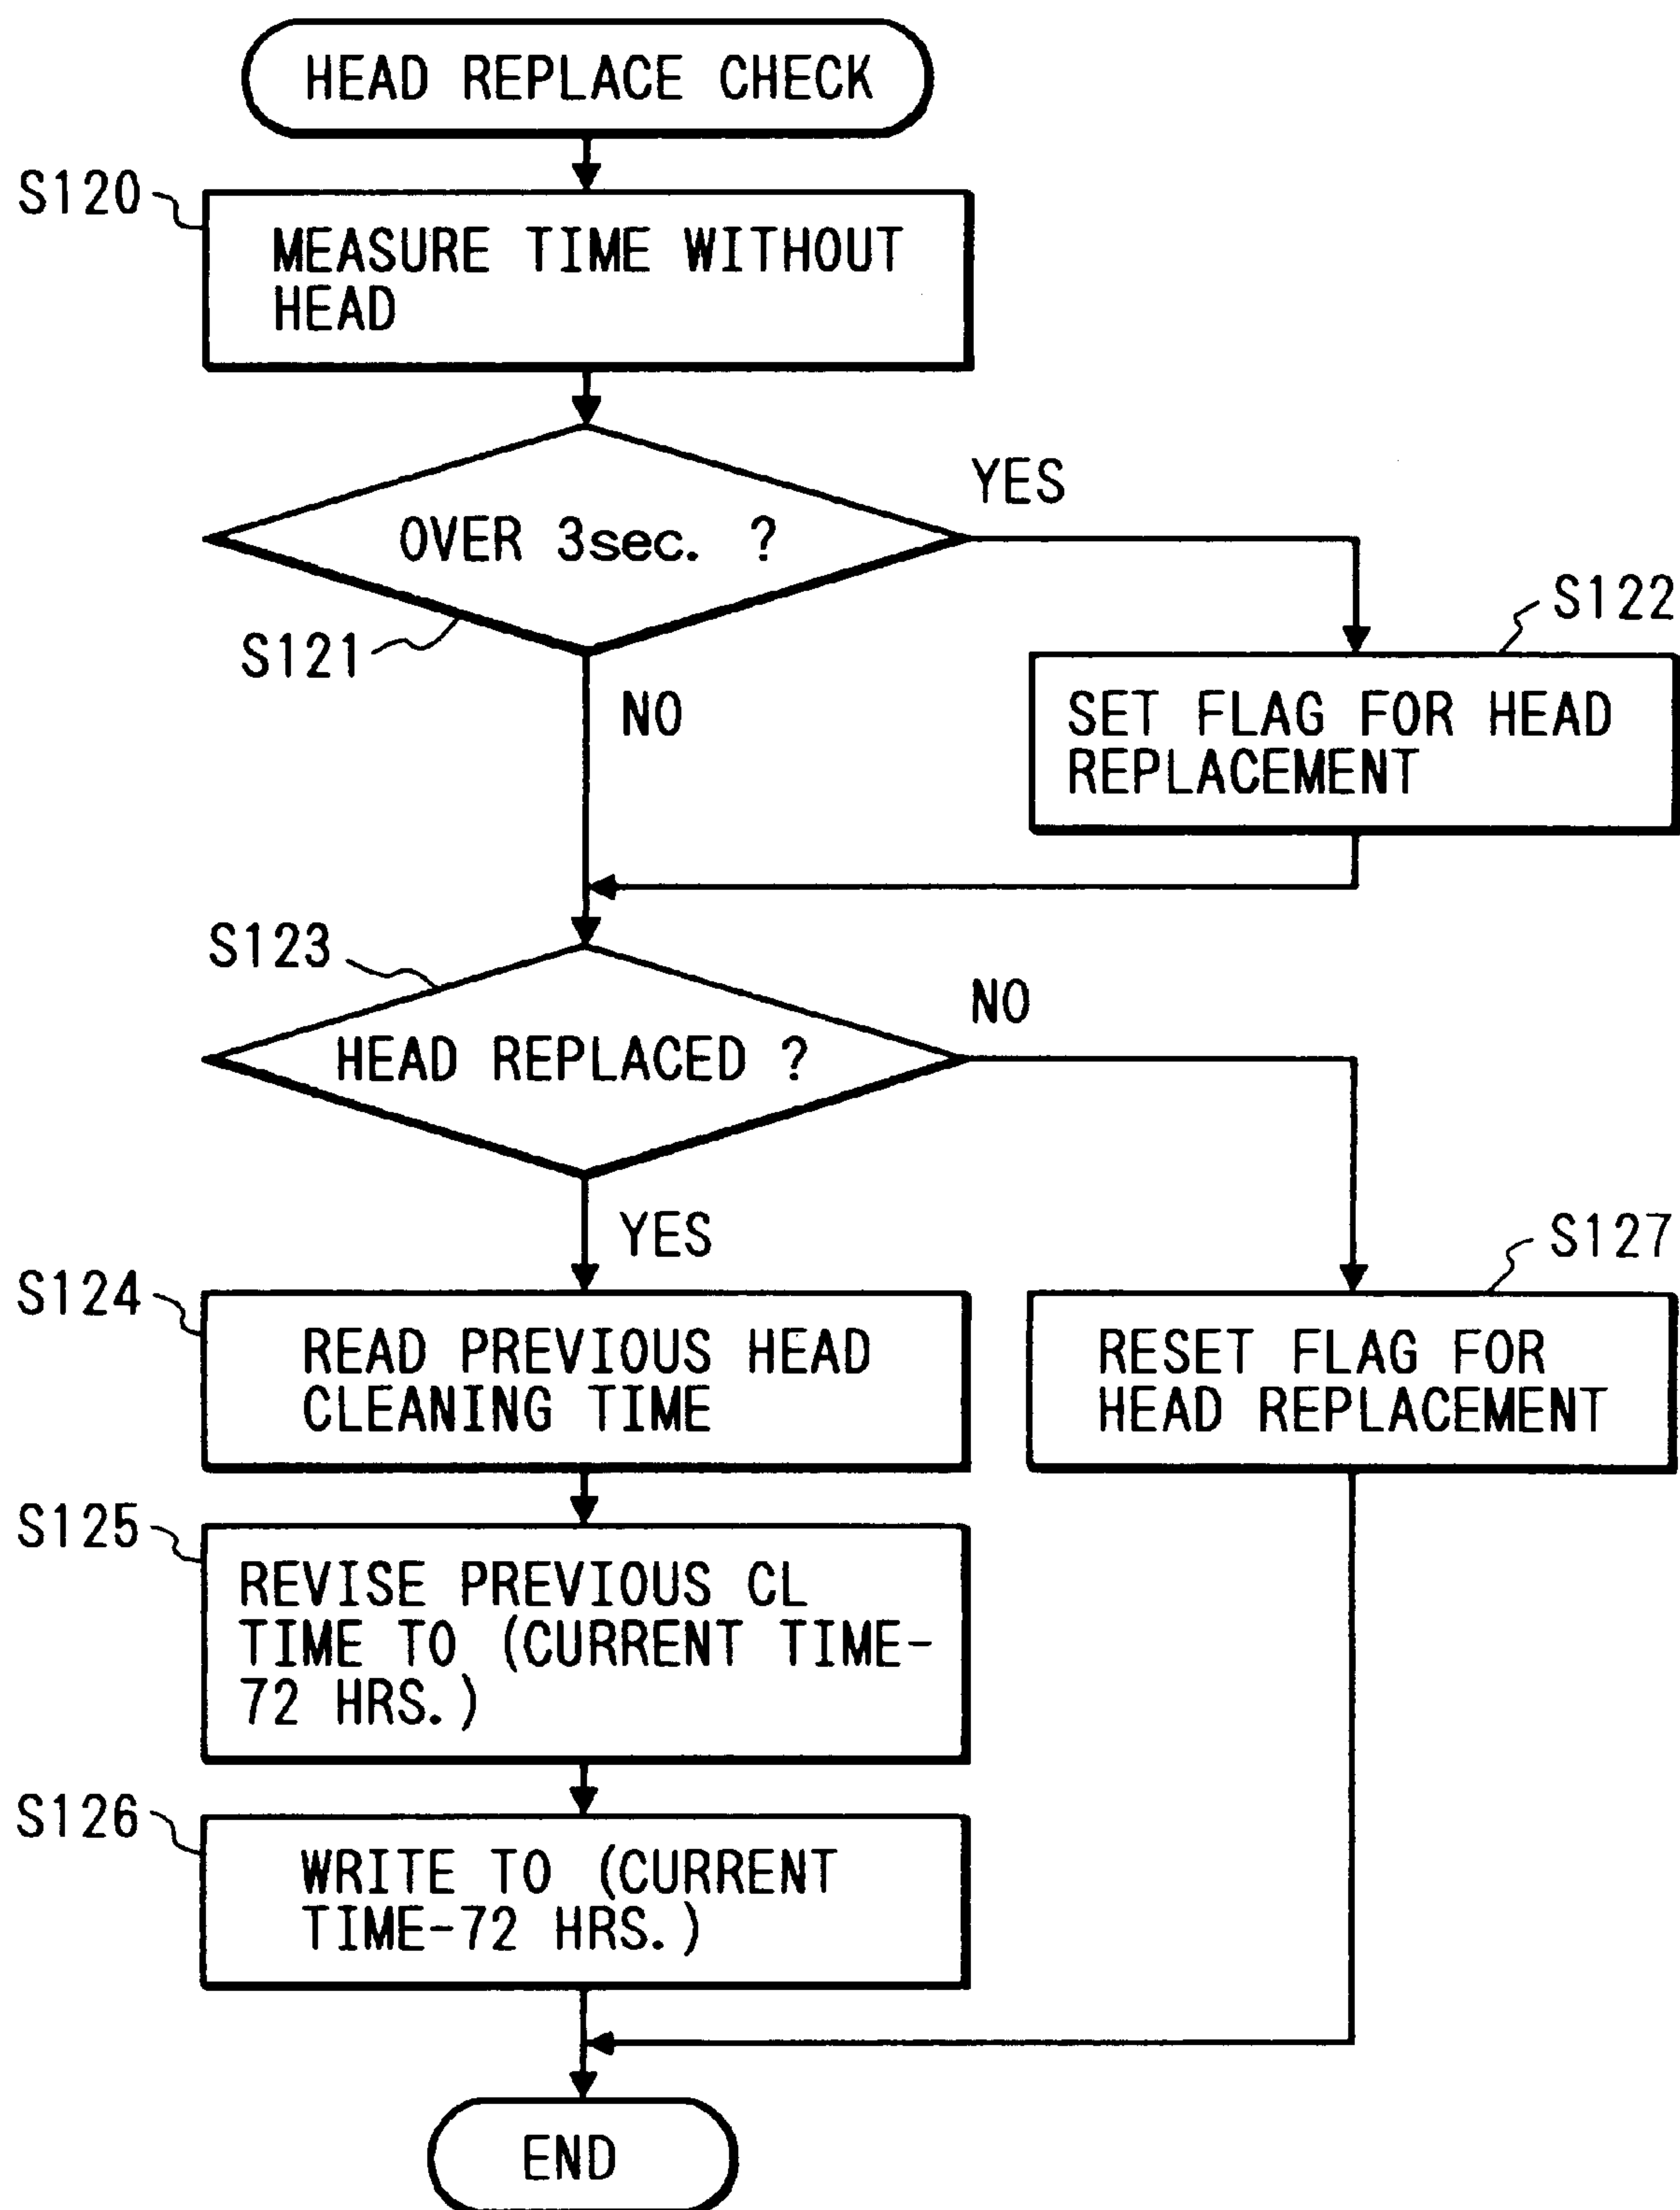 HEAD REPLACE CHECK
S120
MEASURE TIME WITHOUT
HEAD
YES
OVER 3sec. ?
S121
S122
NO
SET FLAG FOR HEAD
REPLACEMENT
S123
NO
HEAD REPLACED ?
YES
S127
S124
READ PREVIOUS HEAD
CLEANING TIME
RESET FLAG FOR
HEAD REPLACEMENT
S125
REVISE PREVIOUS CL
TIME TO (CURRENT TIME-
72 HRS.)
S126
WRITE TO (CURRENT
TIME-72 HRS.)
END